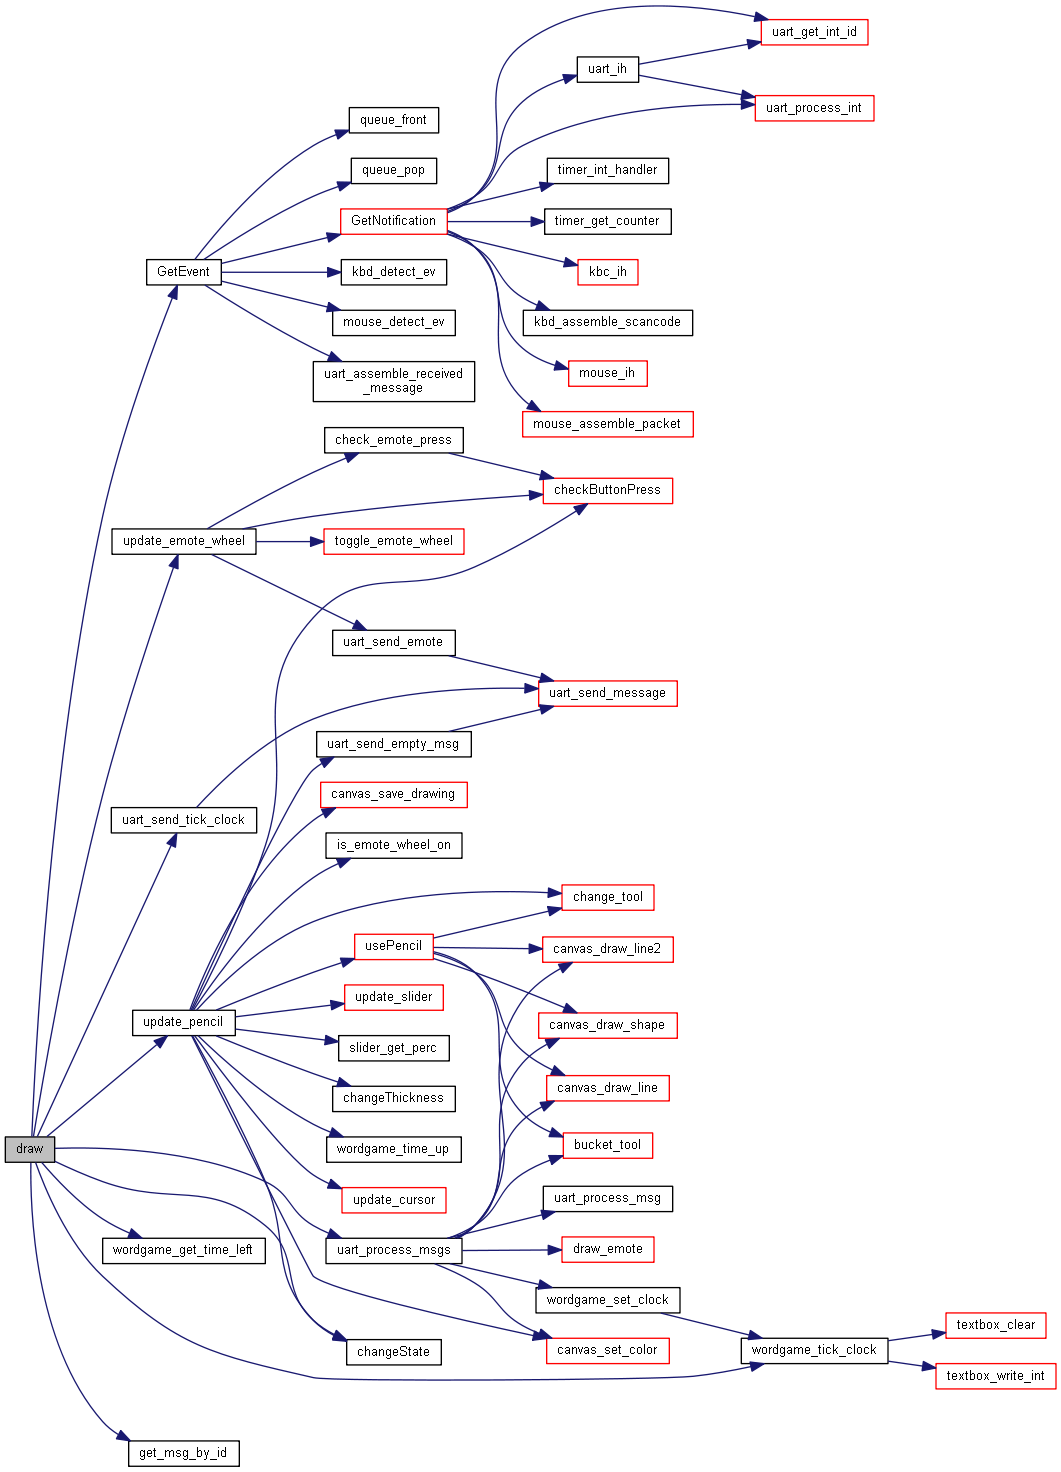 uart_get_int_id
uart_ih
uart_process_int
queue_front
queue_pop
timer_int_handler
GetNotification
timer_get_counter
GetEvent
kbd_detect_ev
kbc_ih
mouse_detect_ev
kbd_assemble_scancode
uart_assemble_received
_message
mouse_ih
mouse_assemble_packet
check_emote_press
checkButtonPress
update_emote_wheel
toggle_emote_wheel
uart_send_emote
uart_send_message
uart_send_empty_msg
canvas_save_drawing
uart_send_tick_clock
is_emote_wheel_on
change_tool
usePencil
canvas_draw_line2
update_slider
update_pencil
canvas_draw_shape
slider_get_perc
canvas_draw_line
changeThickness
draw
wordgame_time_up
bucket_tool
update_cursor
uart_process_msg
wordgame_get_time_left
uart_process_msgs
draw_emote
wordgame_set_clock
textbox_clear
changeState
canvas_set_color
wordgame_tick_clock
textbox_write_int
get_msg_by_id